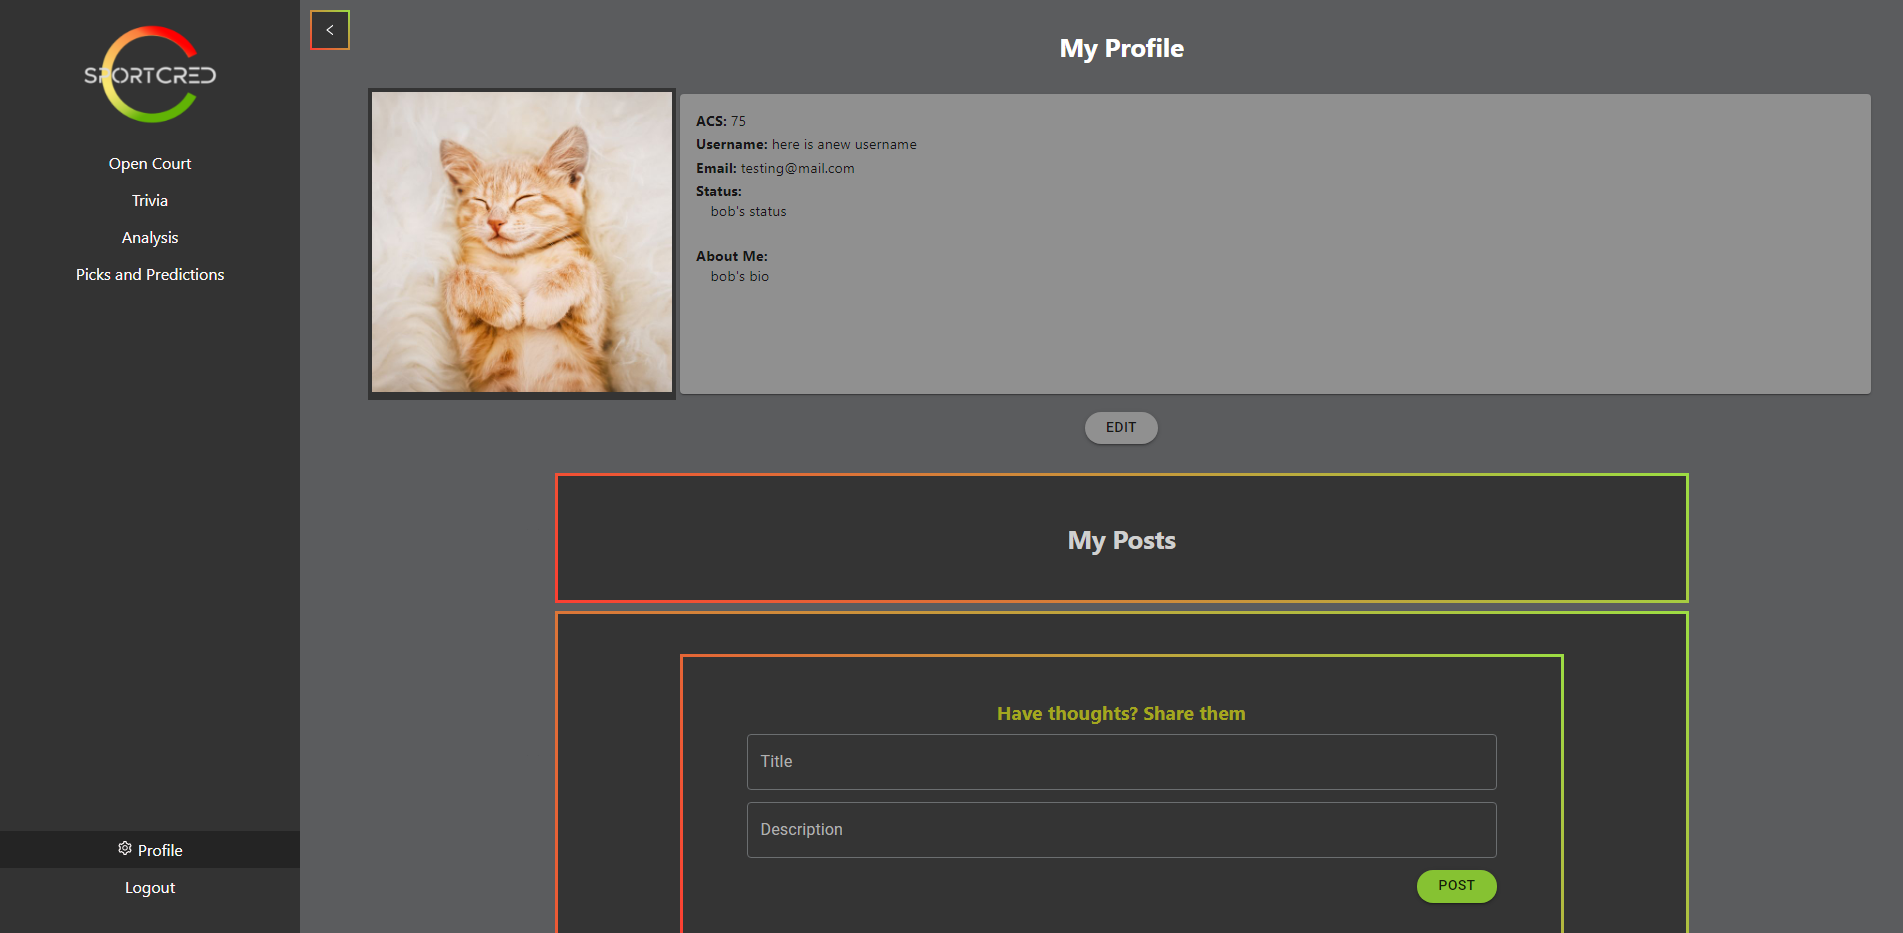 SPORTCRED
Open Court
Trivia
Analysis
Picks and Predictions
Profile
Logout
<
My Profile
ACS: 75
Username: here is anew username
Email: testing@mail.com
Status:
bob's status
About Me:
bob's bio
EDIT
My Posts
Have thoughts? Share them
Title
Description
POST